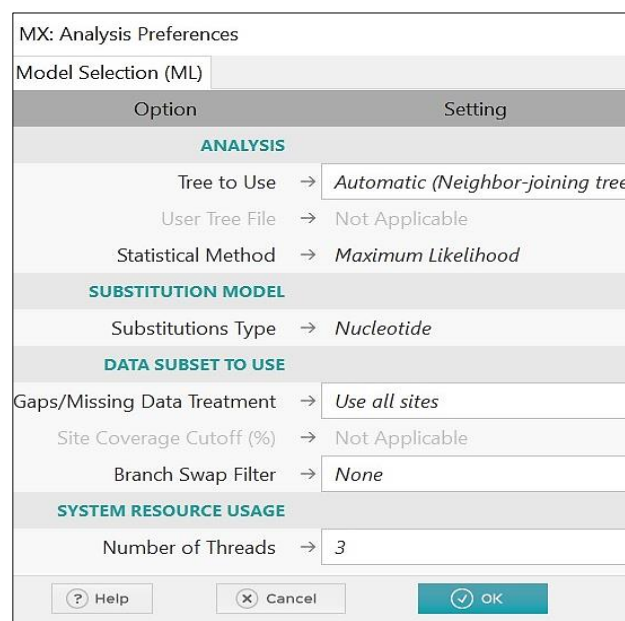 MX: Analysis Preferences
Model Selection (ML)
Option Setting
ANALYSIS
Tree to Use → Automatic (Neighbor-joining tree
User Tree File → Not Applicable
Statistical Method → Maximum Likelihood
SUBSTITUTION MODEL
Substitutions Type → Nucleotide
DATA SUBSET TO USE
Gaps/Missing Data Treatment → Use all sites
Site Coverage Cutoff (%) → Not Applicable
Branch Swap Filter → None
SYSTEM RESOURCE USAGE
Number of Threads → 3
? Help × Cancel ✓ OK